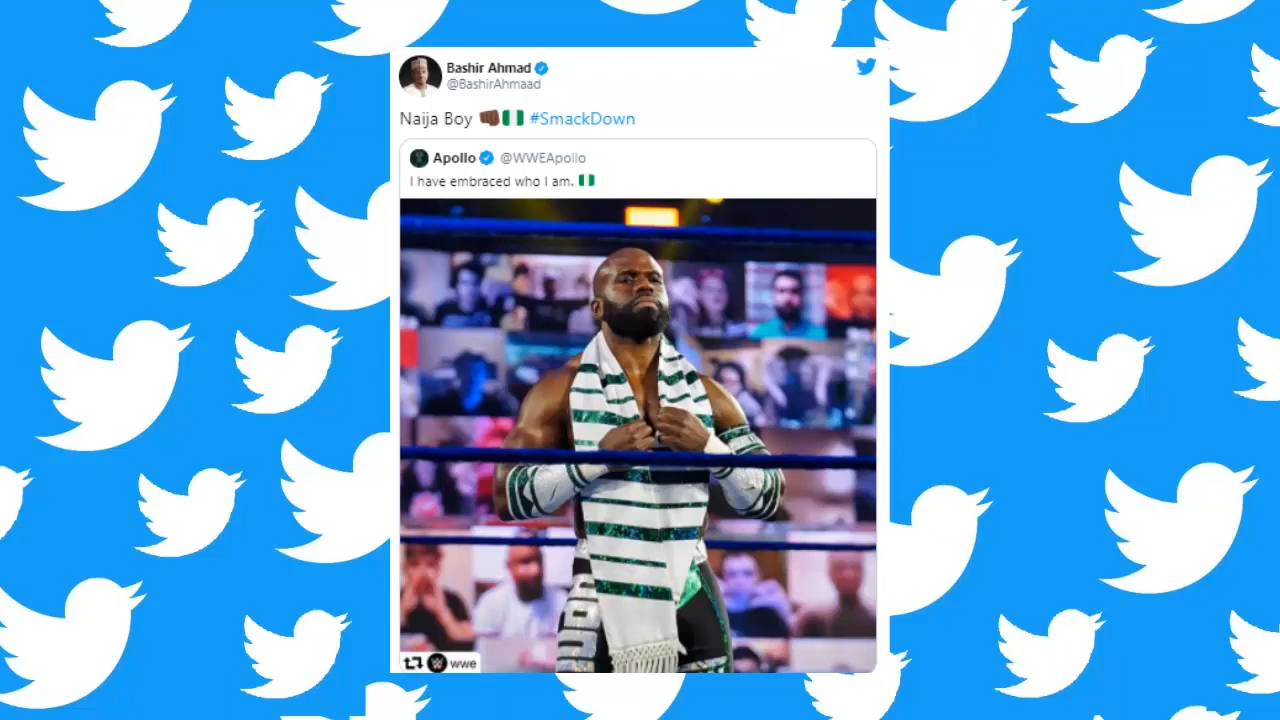 Bashir Ahmad
@BashirAhmaad
Naija Boy 👊🏿🇳🇬 #SmackDown
Apollo @WWEApollo
I have embraced who I am. 🇳🇬
wwe